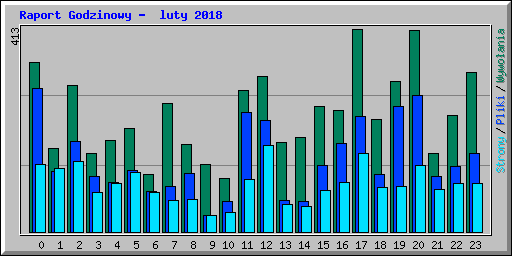 Raport Godzinowy -  luty 2018
413
Strony / Pliki / Wywolania
0 1 2 3 4 5 6 7 8 9 10 11 12 13 14 15 16 17 18 19 20 21 22 23